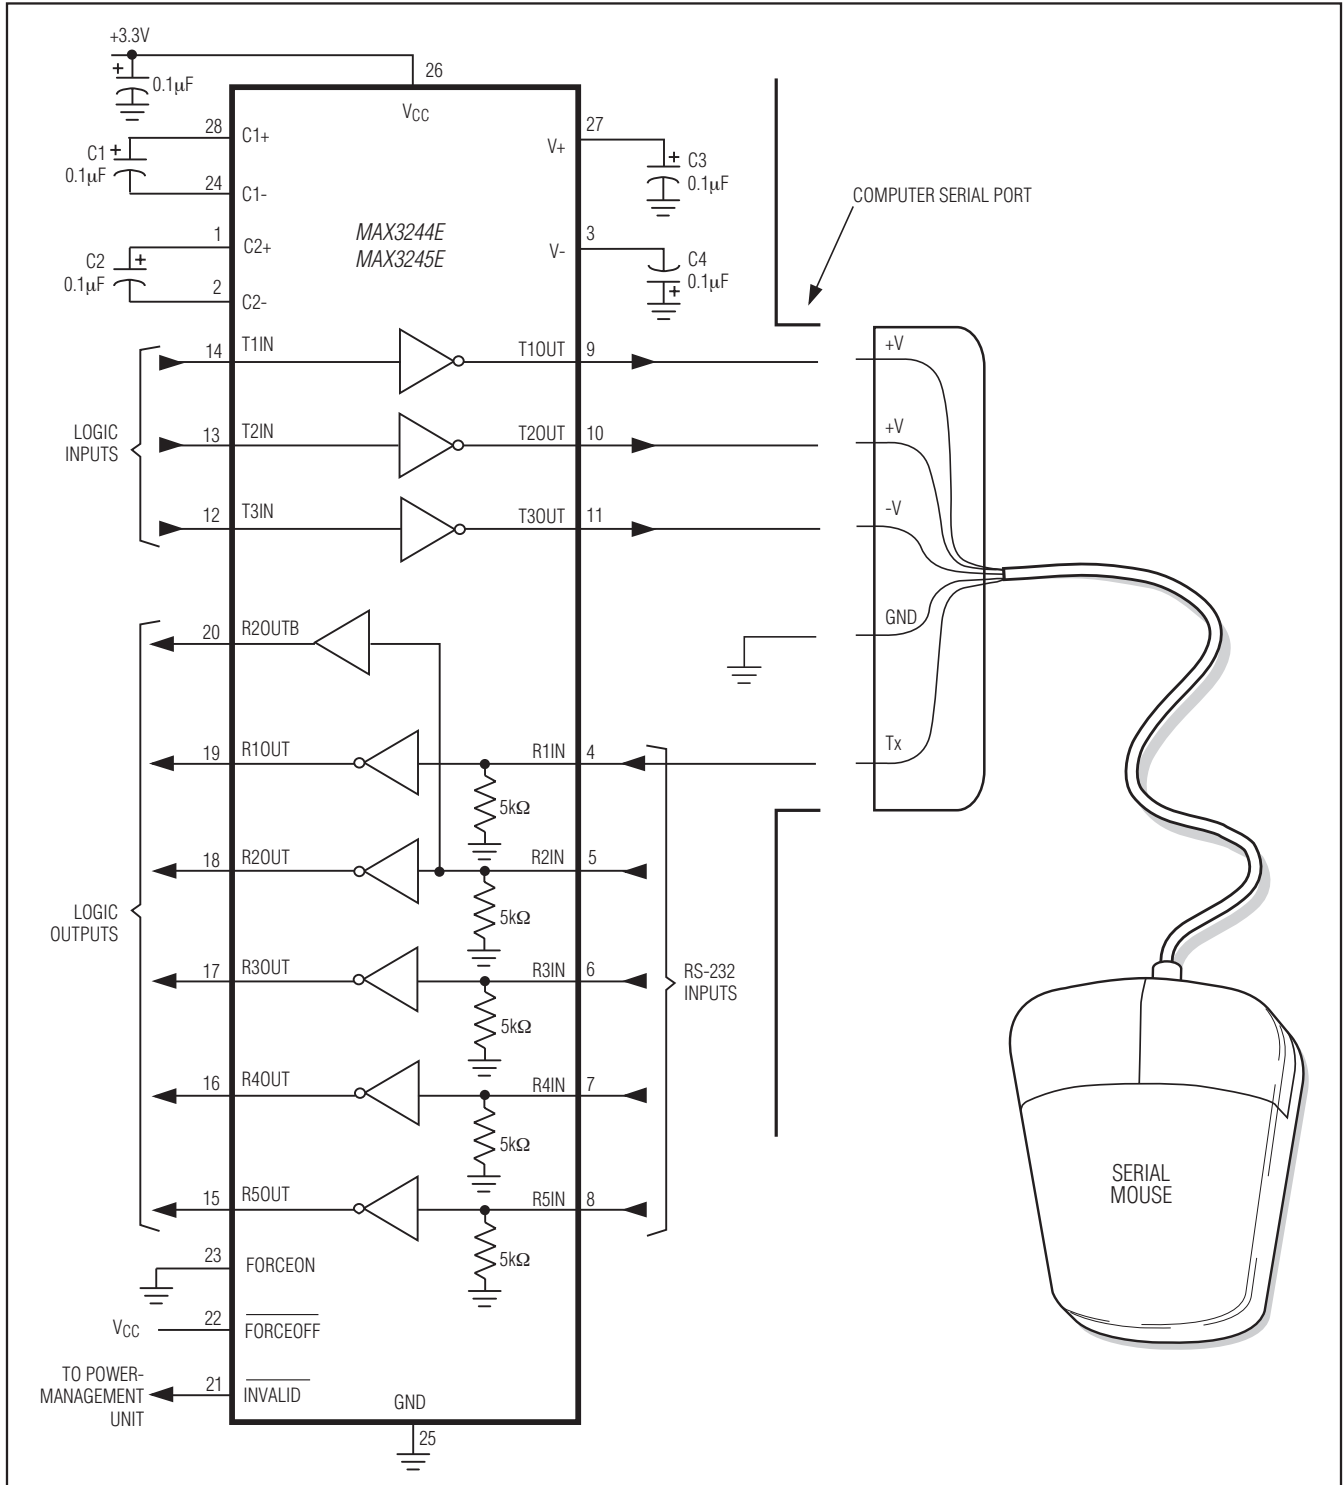 +3.3V
0.1µF
26
VCC
28
C1+
C1
0.1µF
24
C1-
27
V+
C3
0.1µF
COMPUTER SERIAL PORT
MAX3244E
MAX3245E
1
C2+
C2
0.1µF
2
C2-
3
V-
C4
0.1µF
14
T1IN
T1OUT
9
+V
LOGIC
INPUTS
13
T2IN
T2OUT
10
+V
12
T3IN
T3OUT
11
-V
20
R2OUTB
GND
19
R1OUT
R1IN
4
Tx
5kΩ
18
R2OUT
R2IN
5
5kΩ
LOGIC
OUTPUTS
17
R3OUT
R3IN
6
RS-232
INPUTS
5kΩ
16
R4OUT
R4IN
7
5kΩ
15
R5OUT
R5IN
8
5kΩ
SERIAL
MOUSE
23
FORCEON
VCC
22
FORCEOFF
TO POWER-
MANAGEMENT
UNIT
21
INVALID
GND
25